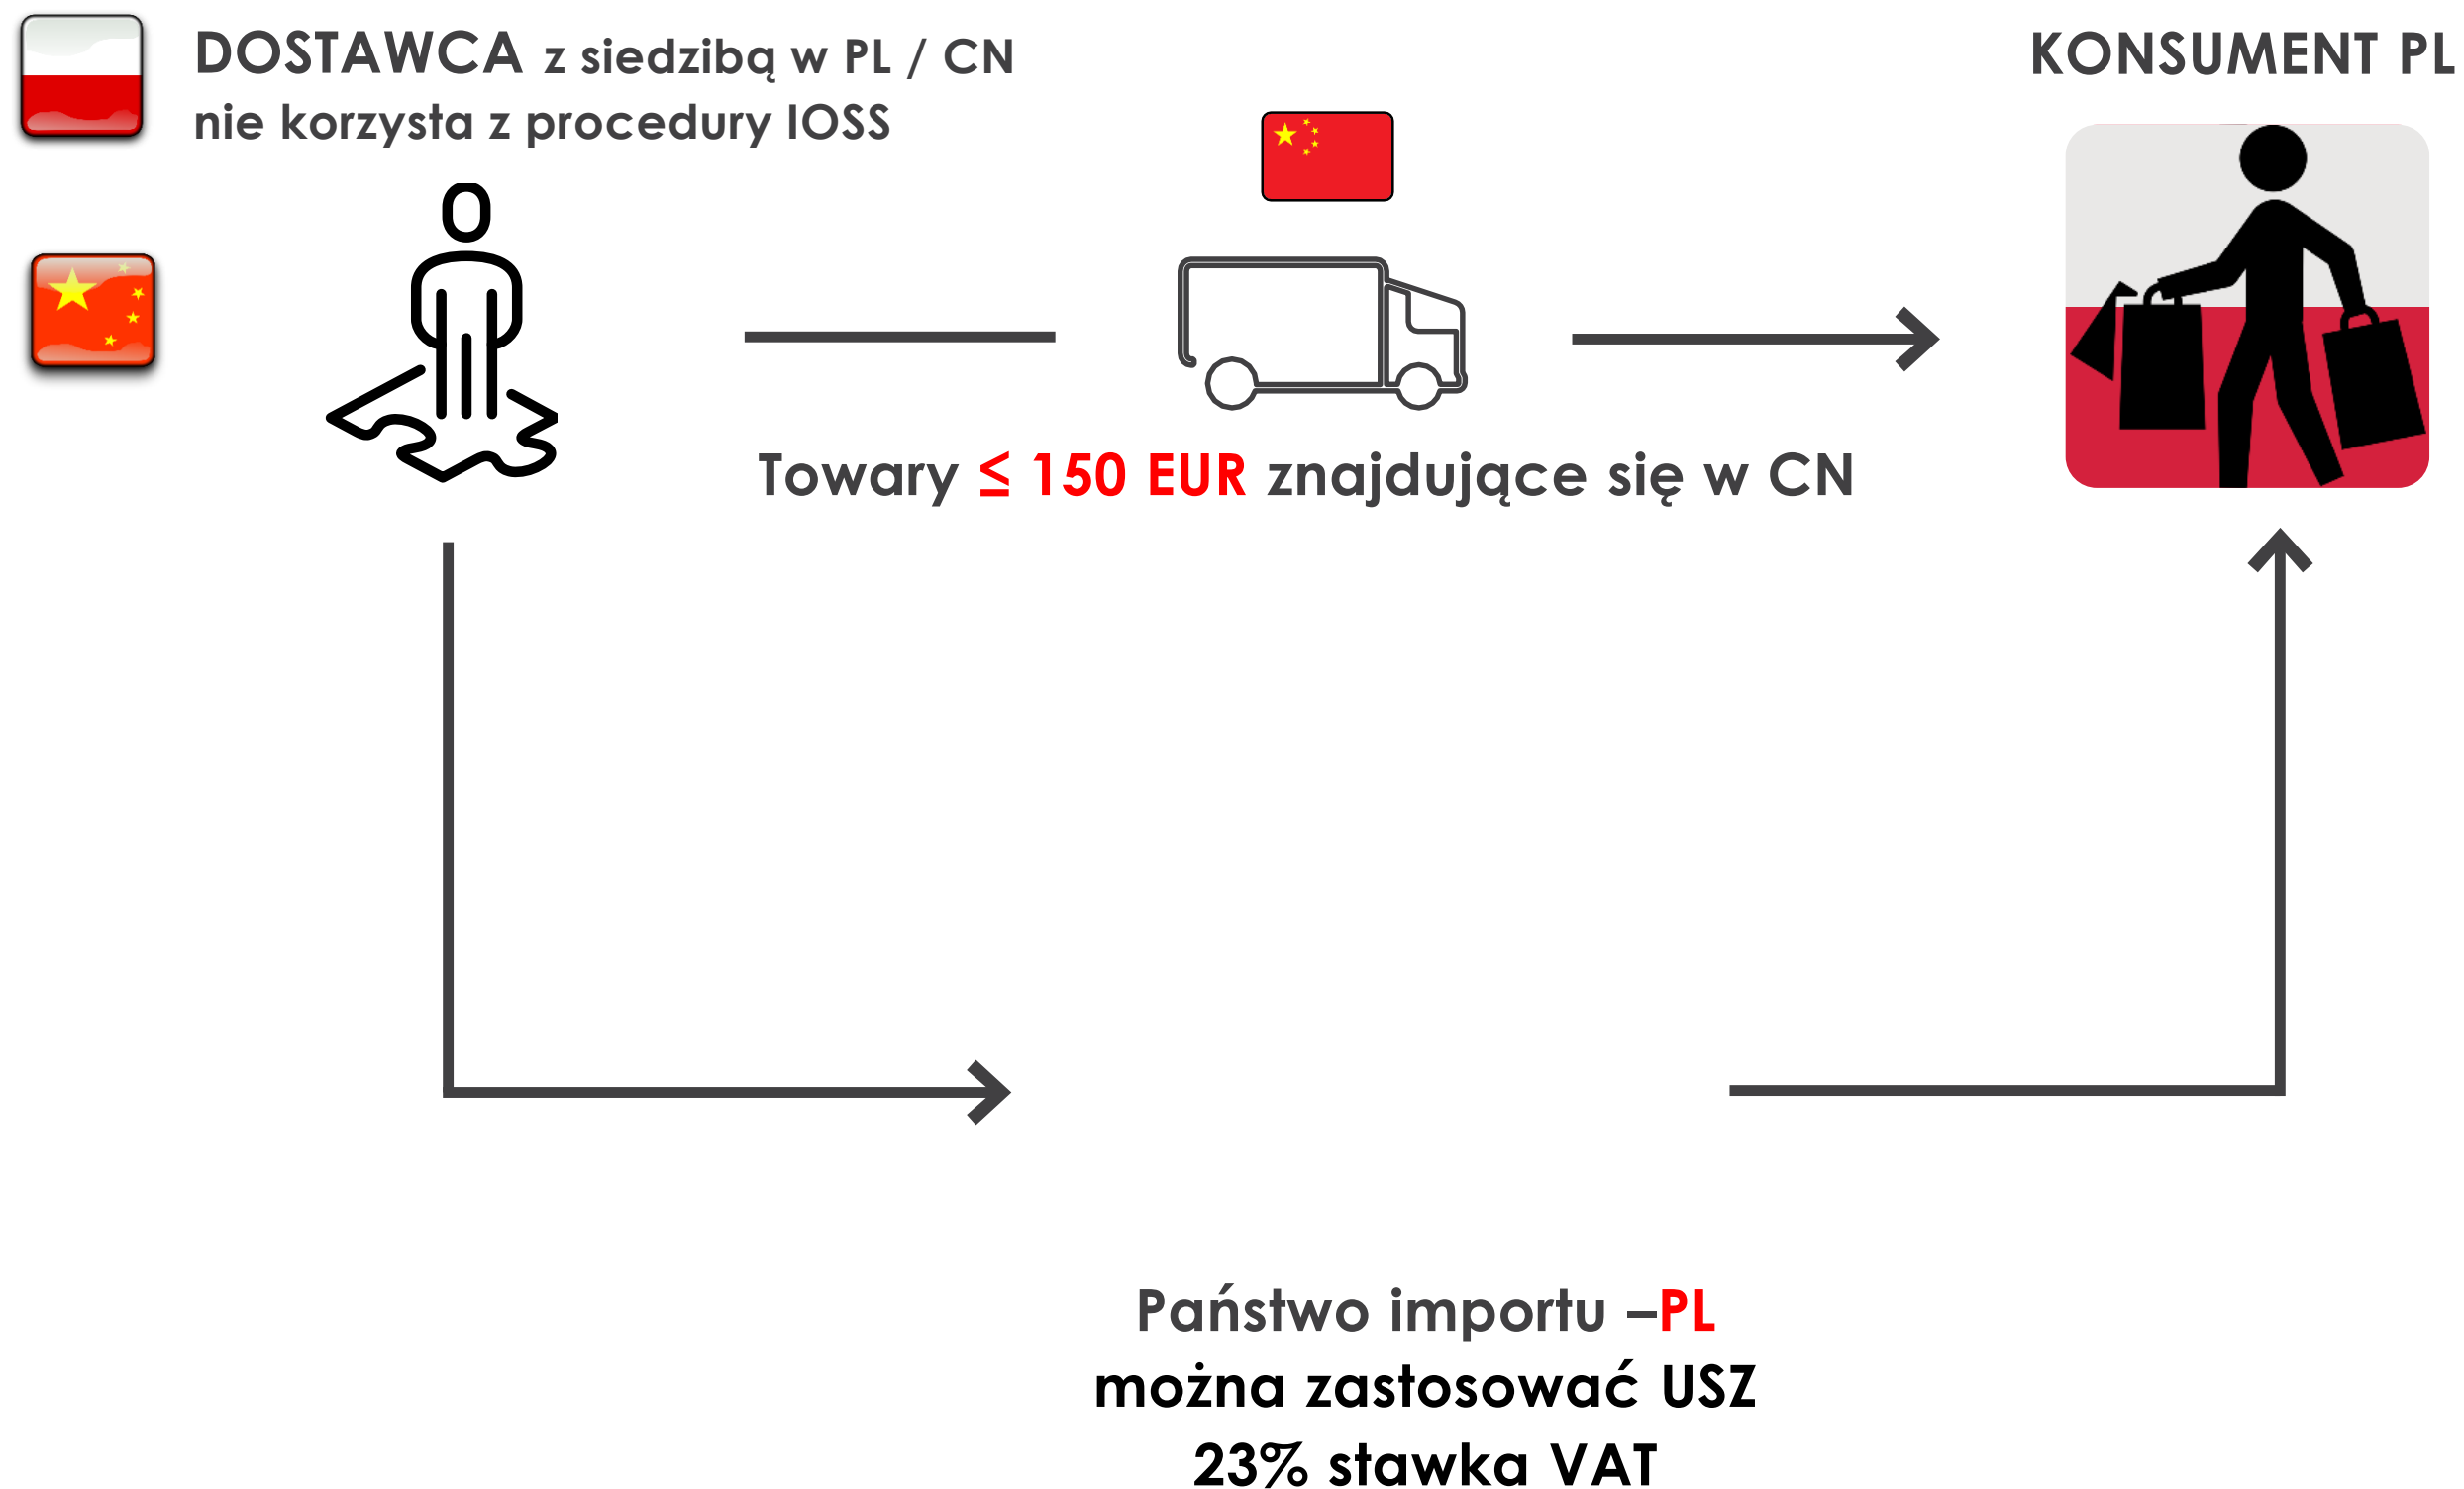 DOSTAWCA z siedzibą w PL / CN
nie korzysta z procedury IOSS
KONSUMENT PL
Towary ≤ 150 EUR znajdujące się w CN
Państwo importu –PL
można zastosować USZ
23% stawka VAT